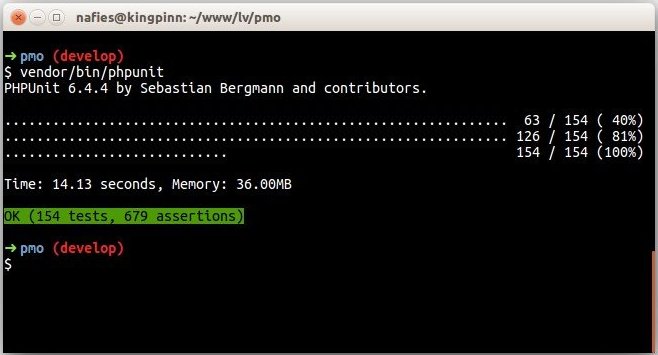 nafies@kingpinn: ~/www/lv/pmo
➜ pmo (develop)
$ vendor/bin/phpunit
PHPUnit 6.4.4 by Sebastian Bergmann and contributors.
............................................................... 63 / 154 ( 40%)
............................................................... 126 / 154 ( 81%)
............................ 154 / 154 (100%)
Time: 14.13 seconds, Memory: 36.00MB
OK (154 tests, 679 assertions)
➜ pmo (develop)
$